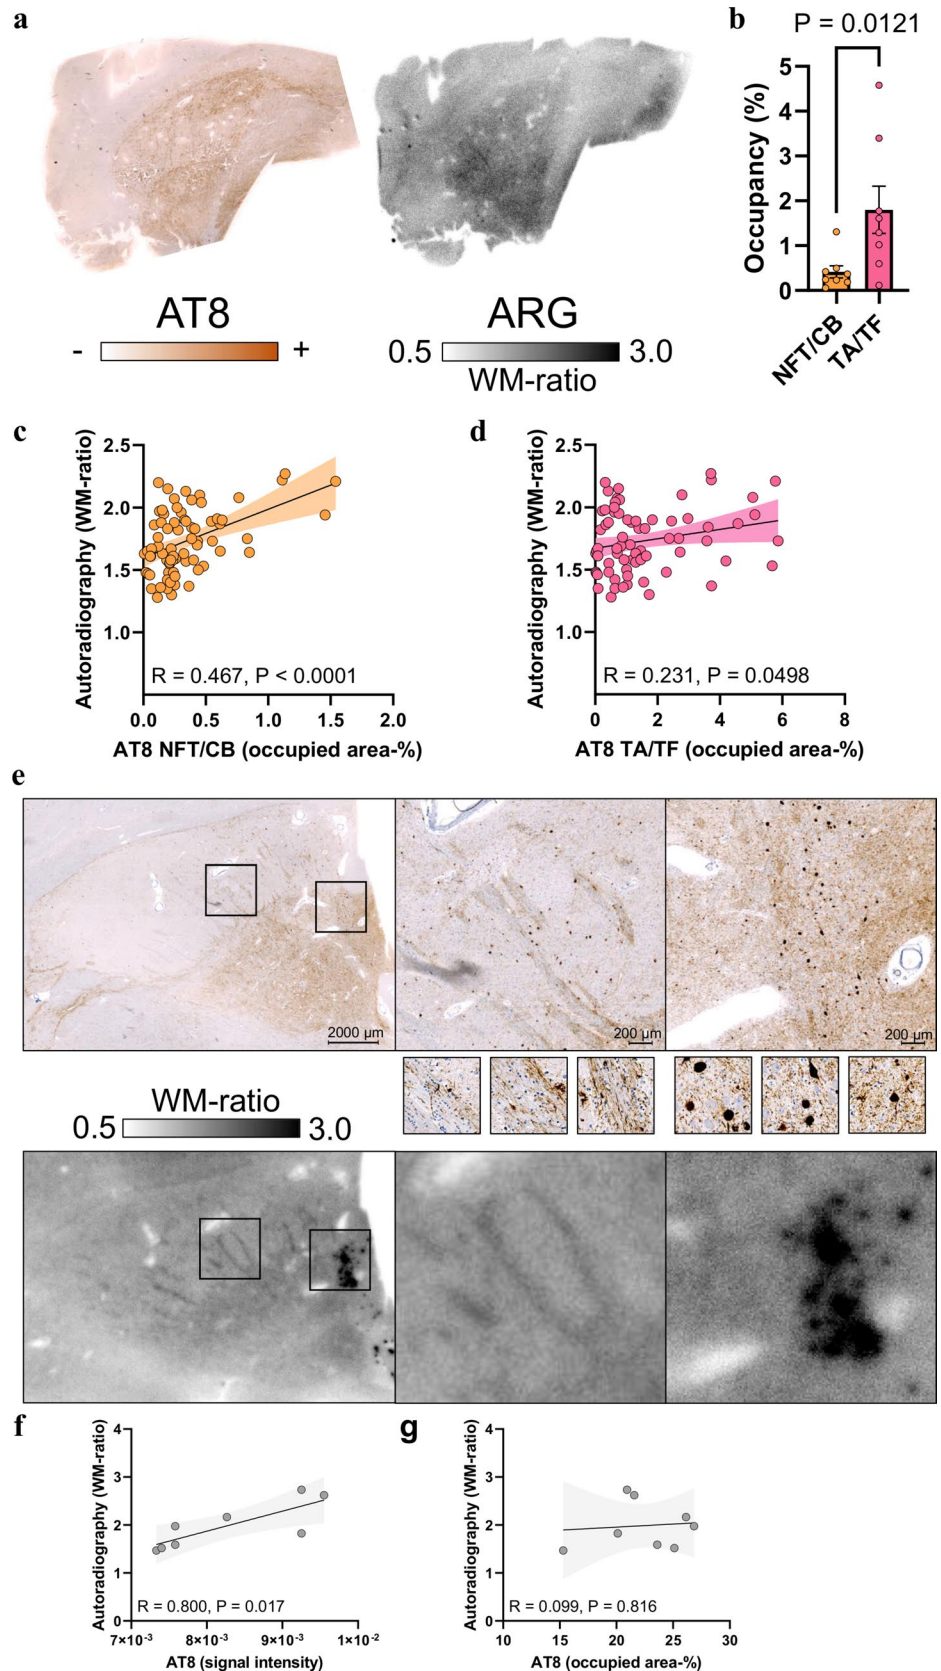 a
b
P = 0.0121
AT8
- +
ARG
0.5 3.0
WM-ratio
Occupancy (%)
5
4
3
2
1
0
NFT/CB
TA/TF
c
Autoradiography (WM-ratio)
2.5
2.0
1.5
1.0
R = 0.467, P < 0.0001
0.0 0.5 1.0 1.5 2.0
AT8 NFT/CB (occupied area-%)
d
Autoradiography (WM-ratio)
2.5
2.0
1.5
1.0
R = 0.231, P = 0.0498
0 2 4 6 8
AT8 TA/TF (occupied area-%)
e
2000 µm
200 µm
200 µm
WM-ratio
0.5 3.0
f
Autoradiography (WM-ratio)
4
3
2
1
0
R = 0.800, P = 0.017
7×10⁻³ 8×10⁻³ 9×10⁻³ 1×10⁻²
AT8 (signal intensity)
g
Autoradiography (WM-ratio)
4
3
2
1
0
R = 0.099, P = 0.816
10 15 20 25 30
AT8 (occupied area-%)